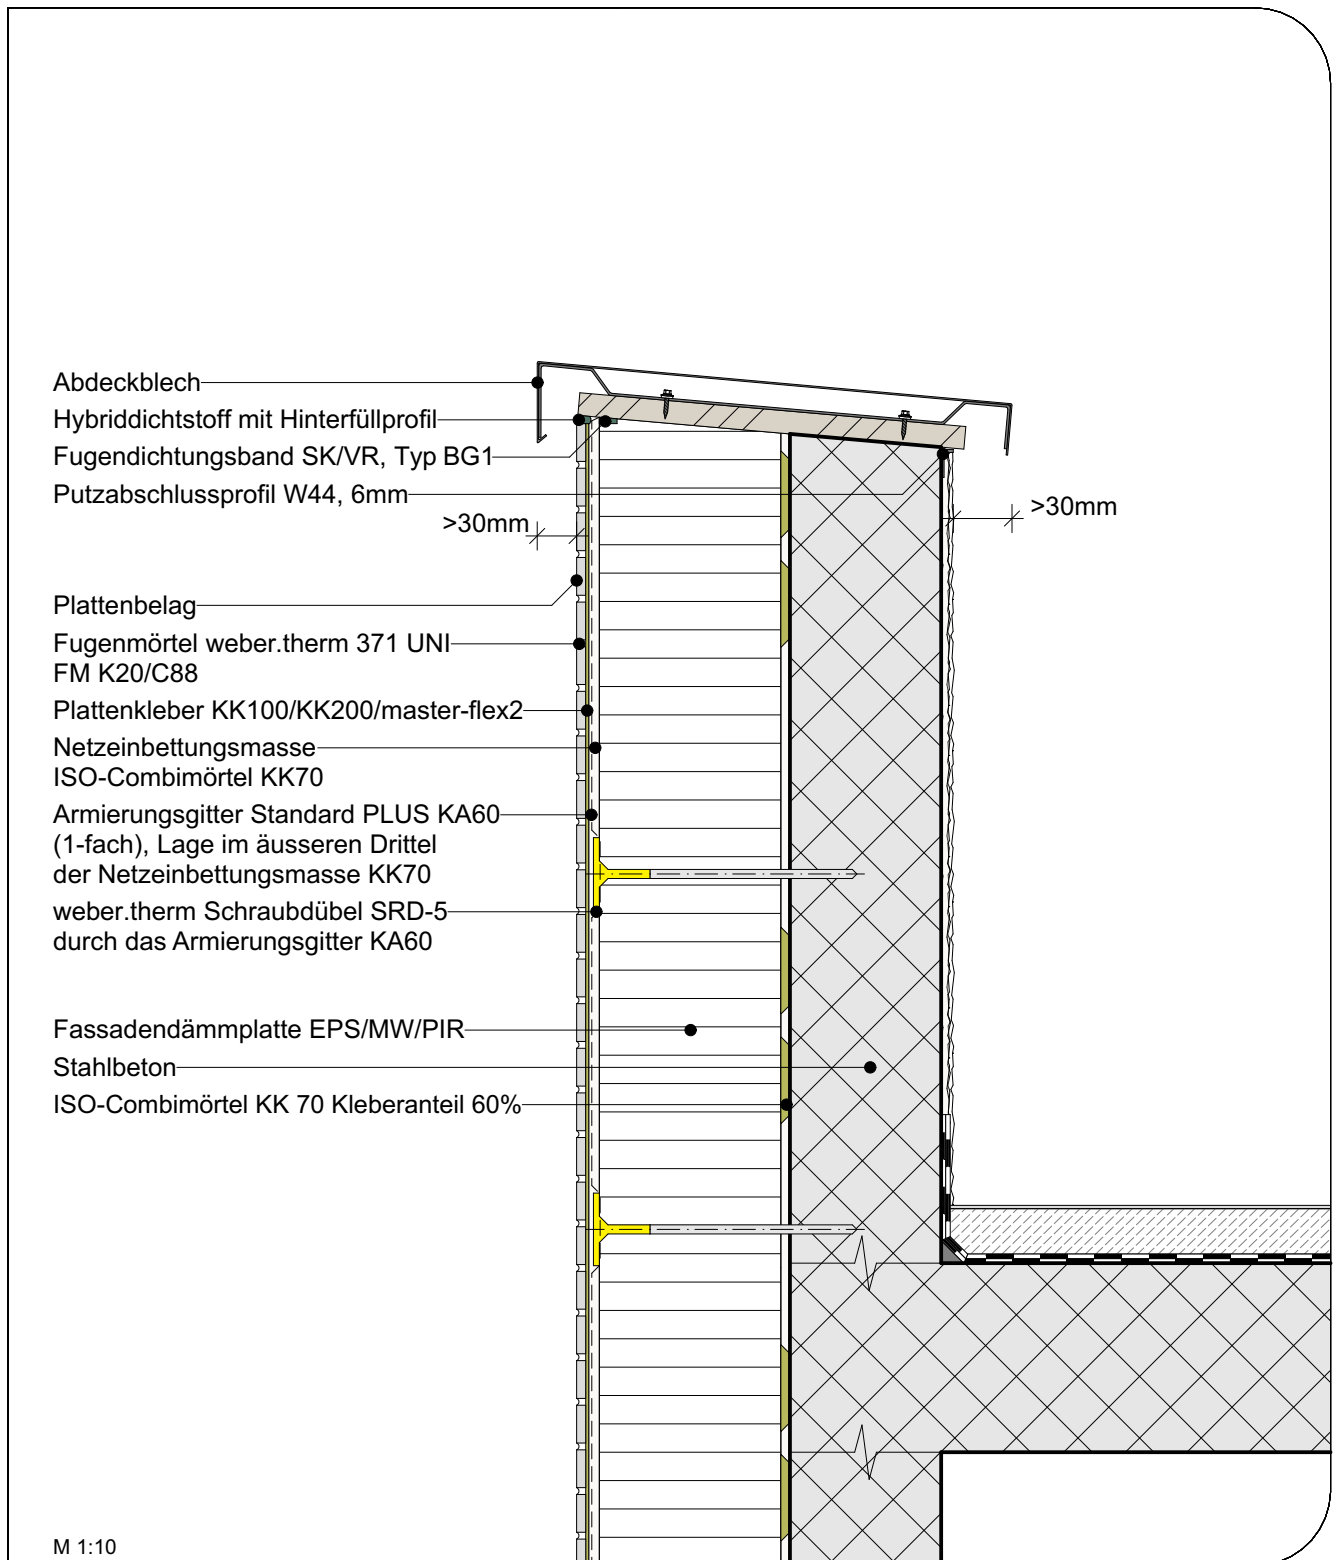 Abdeckblech
Hybriddichtstoff mit Hinterfüllprofil
Fugendichtungsband SK/VR, Typ BG1
Putzabschlussprofil W44, 6mm
>30mm
>30mm
Plattenbelag
Fugenmörtel weber.therm 371 UNI
FM K20/C88
Plattenkleber KK100/KK200/master-flex2
Netzeinbettungsmasse
ISO-Combimörtel KK70
Armierungsgitter Standard PLUS KA60
(1-fach), Lage im äusseren Drittel
der Netzeinbettungsmasse KK70
weber.therm Schraubdübel SRD-5
durch das Armierungsgitter KA60
Fassadendämmplatte EPS/MW/PIR
Stahlbeton
ISO-Combimörtel KK 70 Kleberanteil 60%
M 1:10